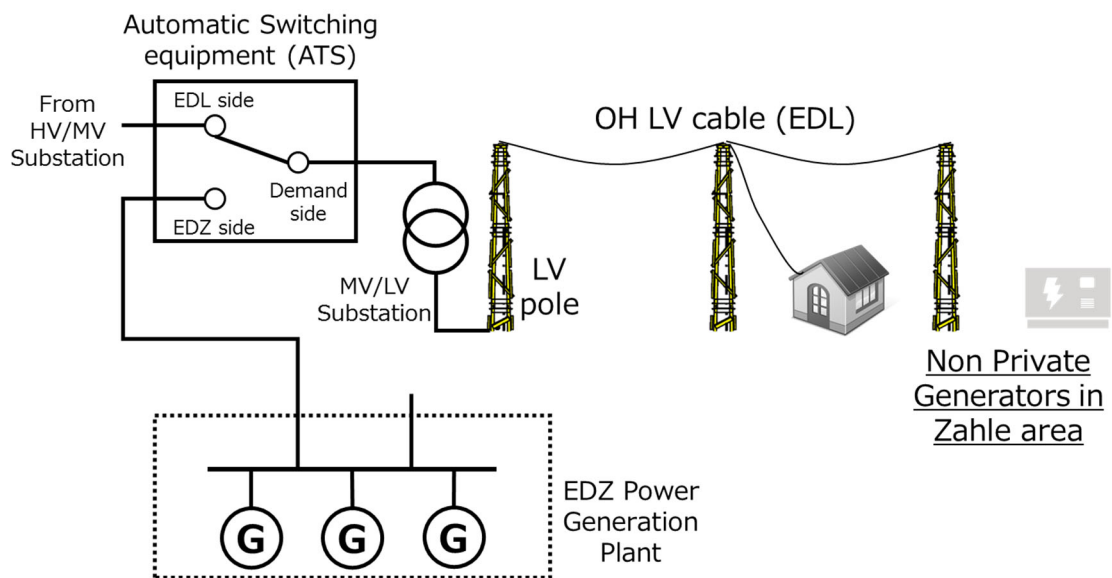 Automatic Switching
equipment (ATS)
From
HV/MV
Substation
EDL side
Demand
side
EDZ side
OH LV cable (EDL)
MV/LV
Substation
LV
pole
Non Private
Generators in
Zahle area
G G G
EDZ Power
Generation
Plant